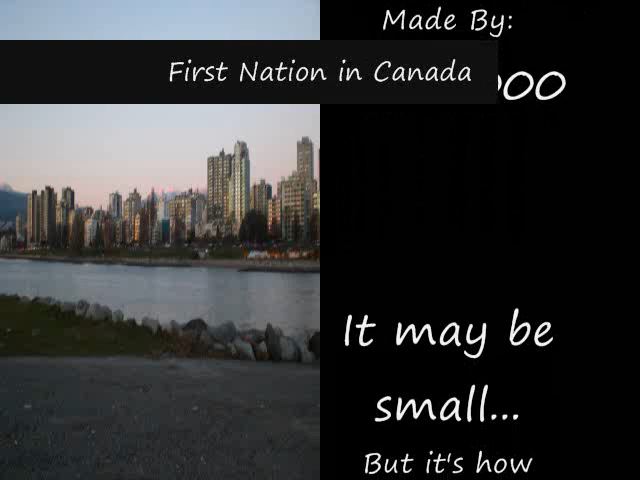 Made By:
First Nation in Canada
It may be
small...
But it's how